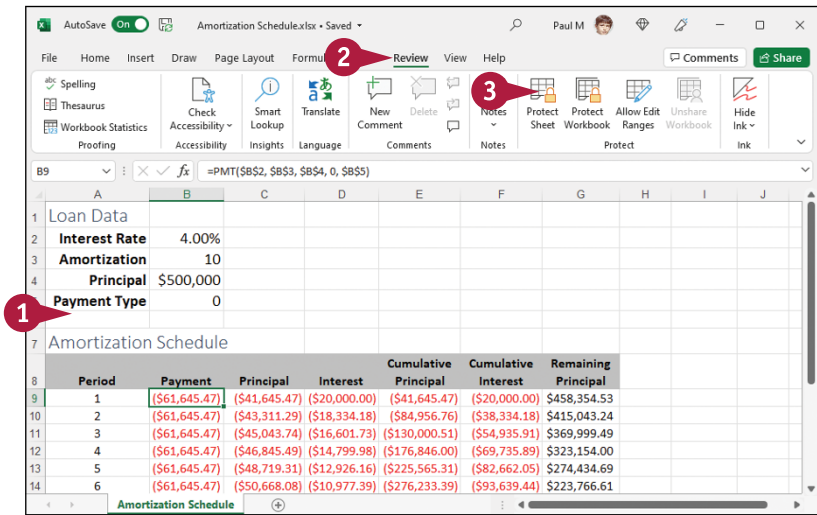 AutoSave On Amortization Schedule.xlsx • Saved Paul M
File Home Insert Draw Page Layout Formu 2 Review View Help Comments Share
abc Spelling
Thesaurus
Workbook Statistics
Proofing
Check
Accessibility
Accessibility
Smart
Lookup
Insights
Translate
Language
New
Comment
Delete
Comments
3
Notes
Notes
Protect
Sheet
Protect
Workbook
Allow Edit
Ranges
Unshare
Workbook
Protect
Hide
Ink
Ink
B9 fx =PMT($B$2, $B$3, $B$4, 0, $B$5)
A B C D E F G H I J
1 Loan Data
2 Interest Rate 4.00%
3 Amortization 10
4 Principal $500,000
Payment Type 0
1
7 Amortization Schedule
Cumulative Cumulative Remaining
8 Period Payment Principal Interest Principal Interest Principal
9 1 ($61,645.47) ($41,645.47) ($20,000.00) ($41,645.47) ($20,000.00) $458,354.53
10 2 ($61,645.47) ($43,311.29) ($18,334.18) ($84,956.76) ($38,334.18) $415,043.24
11 3 ($61,645.47) ($45,043.74) ($16,601.73) ($130,000.51) ($54,935.91) $369,999.49
12 4 ($61,645.47) ($46,845.49) ($14,799.98) ($176,846.00) ($69,735.89) $323,154.00
13 5 ($61,645.47) ($48,719.31) ($12,926.16) ($225,565.31) ($82,662.05) $274,434.69
14 6 ($61,645.47) ($50,668.08) ($10,977.39) ($276,233.39) ($93,639.44) $223,766.61
Amortization Schedule